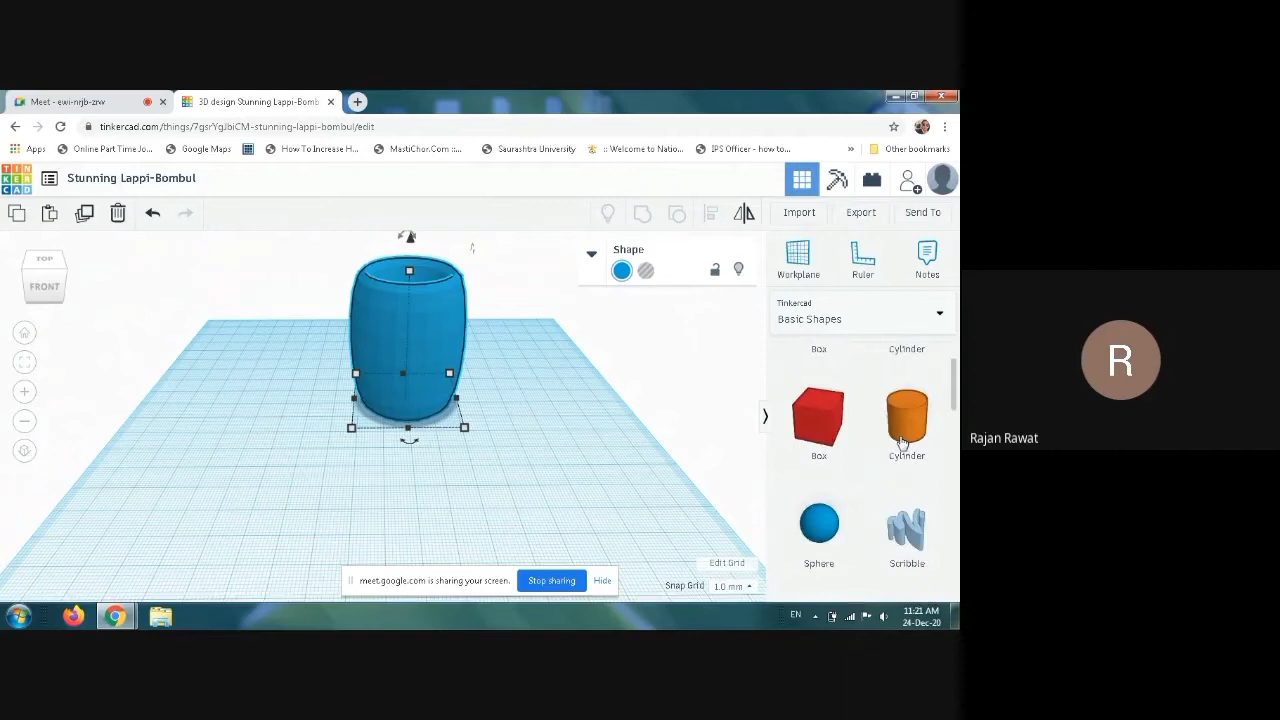 Meet - ewi-nrjb-zrw
3D design Stunning Lappi-Bomb
tinkercad.com/things/7gsrYgJbiCM-stunning-lappi-bombul/edit
Apps
Online Part Time Jo...
Google Maps
How To Increase H...
MastiChor.Com ::...
Saurashtra University
:: Welcome to Natio...
IPS Officer - how to...
»
Other bookmarks
TIN
KER
CAD
Stunning Lappi-Bombul
Import
Export
Send To
TOP
FRONT
Shape
Workplane
Ruler
Notes
Tinkercad
Basic Shapes
Box
Cylinder
Box
Cylinder
Sphere
Scribble
Edit Grid
Snap Grid
1.0 mm
meet.google.com is sharing your screen.
Stop sharing
Hide
EN
11:21 AM
24-Dec-20
R
Rajan Rawat